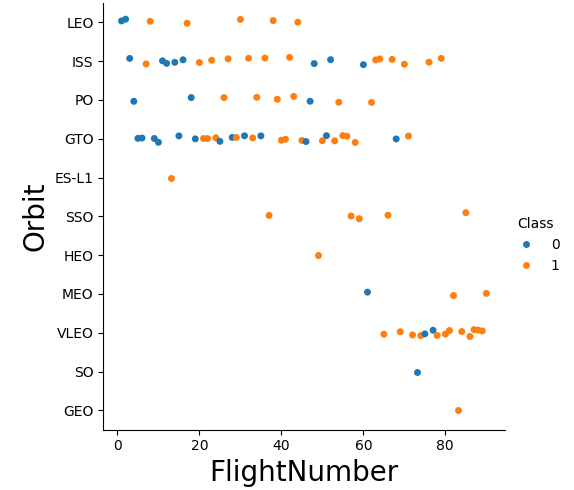 LEO
ISS
PO
GTO
ES-L1
SSO
HEO
MEO
VLEO
SO
GEO
Orbit
0 20 40 60 80
FlightNumber
Class
0
1